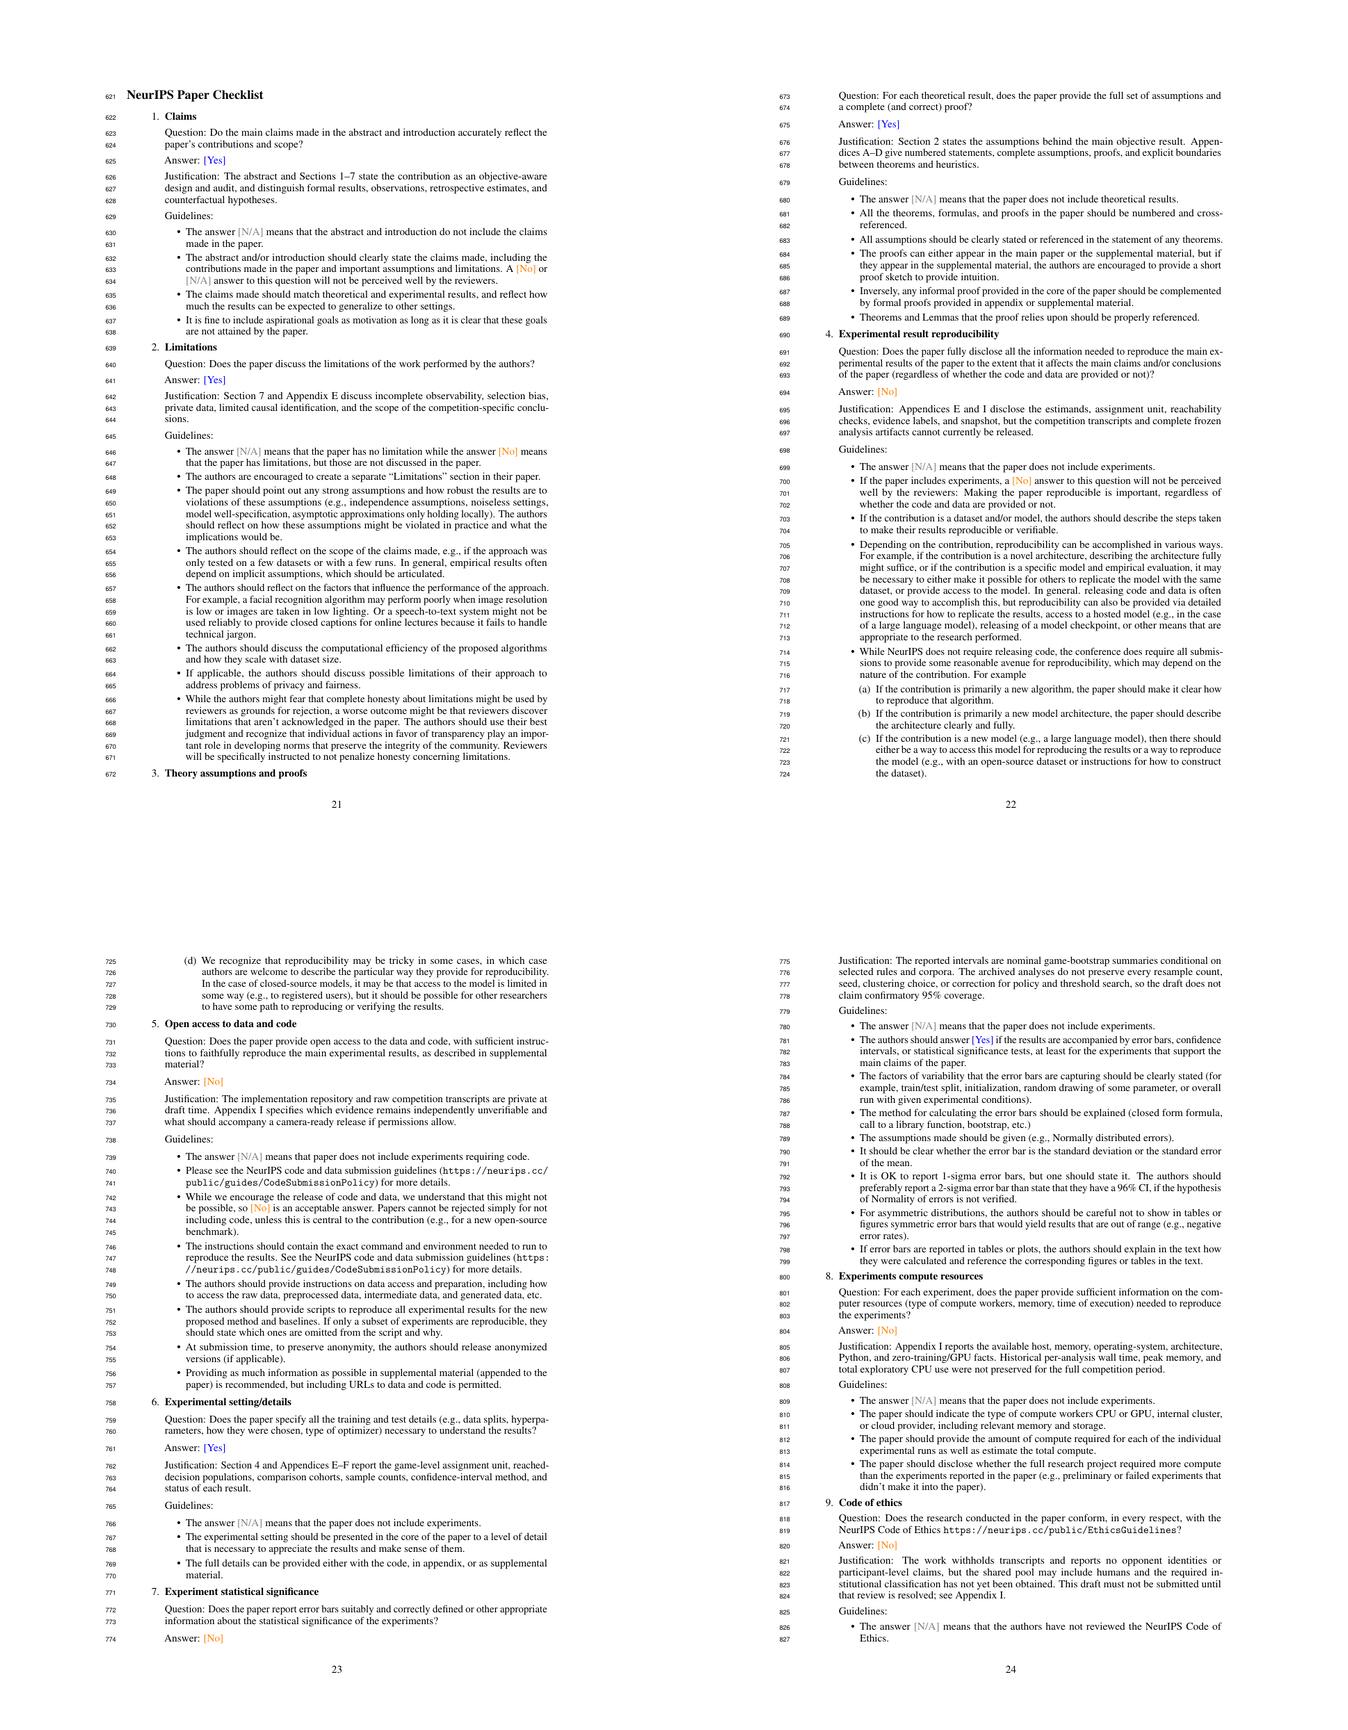 621 NeurIPS Paper Checklist
622 1. Claims
623 Question: Do the main claims made in the abstract and introduction accurately reflect the
624 paper's contributions and scope?
625 Answer: [Yes]
626 Justification: The abstract and Sections 1–7 state the contribution as an objective-aware
627 design and audit, and distinguish formal results, observations, retrospective estimates, and
628 counterfactual hypotheses.
629 Guidelines:
630 • The answer [N/A] means that the abstract and introduction do not include the claims
631 made in the paper.
632 • The abstract and/or introduction should clearly state the claims made, including the
633 contributions made in the paper and important assumptions and limitations. A [No] or
634 [N/A] answer to this question will not be perceived well by the reviewers.
635 • The claims made should match theoretical and experimental results, and reflect how
636 much the results can be expected to generalize to other settings.
637 • It is fine to include aspirational goals as motivation as long as it is clear that these goals
638 are not attained by the paper.
639 2. Limitations
640 Question: Does the paper discuss the limitations of the work performed by the authors?
641 Answer: [Yes]
642 Justification: Section 7 and Appendix E discuss incomplete observability, selection bias,
643 private data, limited causal identification, and the scope of the competition-specific conclu-
644 sions.
645 Guidelines:
646 • The answer [N/A] means that the paper has no limitation while the answer [No] means
647 that the paper has limitations, but those are not discussed in the paper.
648 • The authors are encouraged to create a separate “Limitations” section in their paper.
649 • The paper should point out any strong assumptions and how robust the results are to
650 violations of these assumptions (e.g., independence assumptions, noiseless settings,
651 model well-specification, asymptotic approximations only holding locally). The authors
652 should reflect on how these assumptions might be violated in practice and what the
653 implications would be.
654 • The authors should reflect on the scope of the claims made, e.g., if the approach was
655 only tested on a few datasets or with a few runs. In general, empirical results often
656 depend on implicit assumptions, which should be articulated.
657 • The authors should reflect on the factors that influence the performance of the approach.
658 For example, a facial recognition algorithm may perform poorly when image resolution
659 is low or images are taken in low lighting. Or a speech-to-text system might not be
660 used reliably to provide closed captions for online lectures because it fails to handle
661 technical jargon.
662 • The authors should discuss the computational efficiency of the proposed algorithms
663 and how they scale with dataset size.
664 • If applicable, the authors should discuss possible limitations of their approach to
665 address problems of privacy and fairness.
666 • While the authors might fear that complete honesty about limitations might be used by
667 reviewers as grounds for rejection, a worse outcome might be that reviewers discover
668 limitations that aren't acknowledged in the paper. The authors should use their best
669 judgment and recognize that individual actions in favor of transparency play an impor-
670 tant role in developing norms that preserve the integrity of the community. Reviewers
671 will be specifically instructed to not penalize honesty concerning limitations.
672 3. Theory assumptions and proofs
21
673 Question: For each theoretical result, does the paper provide the full set of assumptions and
674 a complete (and correct) proof?
675 Answer: [Yes]
676 Justification: Section 2 states the assumptions behind the main objective result. Appen-
677 dices A–D give numbered statements, complete assumptions, proofs, and explicit boundaries
678 between theorems and heuristics.
679 Guidelines:
680 • The answer [N/A] means that the paper does not include theoretical results.
681 • All the theorems, formulas, and proofs in the paper should be numbered and cross-
682 referenced.
683 • All assumptions should be clearly stated or referenced in the statement of any theorems.
684 • The proofs can either appear in the main paper or the supplemental material, but if
685 they appear in the supplemental material, the authors are encouraged to provide a short
686 proof sketch to provide intuition.
687 • Inversely, any informal proof provided in the core of the paper should be complemented
688 by formal proofs provided in appendix or supplemental material.
689 • Theorems and Lemmas that the proof relies upon should be properly referenced.
690 4. Experimental result reproducibility
691 Question: Does the paper fully disclose all the information needed to reproduce the main ex-
692 perimental results of the paper to the extent that it affects the main claims and/or conclusions
693 of the paper (regardless of whether the code and data are provided or not)?
694 Answer: [No]
695 Justification: Appendices E and I disclose the estimands, assignment unit, reachability
696 checks, evidence labels, and snapshot, but the competition transcripts and complete frozen
697 analysis artifacts cannot currently be released.
698 Guidelines:
699 • The answer [N/A] means that the paper does not include experiments.
700 • If the paper includes experiments, a [No] answer to this question will not be perceived
701 well by the reviewers: Making the paper reproducible is important, regardless of
702 whether the code and data are provided or not.
703 • If the contribution is a dataset and/or model, the authors should describe the steps taken
704 to make their results reproducible or verifiable.
705 • Depending on the contribution, reproducibility can be accomplished in various ways.
706 For example, if the contribution is a novel architecture, describing the architecture fully
707 might suffice, or if the contribution is a specific model and empirical evaluation, it may
708 be necessary to either make it possible for others to replicate the model with the same
709 dataset, or provide access to the model. In general. releasing code and data is often
710 one good way to accomplish this, but reproducibility can also be provided via detailed
711 instructions for how to replicate the results, access to a hosted model (e.g., in the case
712 of a large language model), releasing of a model checkpoint, or other means that are
713 appropriate to the research performed.
714 • While NeurIPS does not require releasing code, the conference does require all submis-
715 sions to provide some reasonable avenue for reproducibility, which may depend on the
716 nature of the contribution. For example
717 (a) If the contribution is primarily a new algorithm, the paper should make it clear how
718 to reproduce that algorithm.
719 (b) If the contribution is primarily a new model architecture, the paper should describe
720 the architecture clearly and fully.
721 (c) If the contribution is a new model (e.g., a large language model), then there should
722 either be a way to access this model for reproducing the results or a way to reproduce
723 the model (e.g., with an open-source dataset or instructions for how to construct
724 the dataset).
22
725 (d) We recognize that reproducibility may be tricky in some cases, in which case
726 authors are welcome to describe the particular way they provide for reproducibility.
727 In the case of closed-source models, it may be that access to the model is limited in
728 some way (e.g., to registered users), but it should be possible for other researchers
729 to have some path to reproducing or verifying the results.
730 5. Open access to data and code
731 Question: Does the paper provide open access to the data and code, with sufficient instruc-
732 tions to faithfully reproduce the main experimental results, as described in supplemental
733 material?
734 Answer: [No]
735 Justification: The implementation repository and raw competition transcripts are private at
736 draft time. Appendix I specifies which evidence remains independently unverifiable and
737 what should accompany a camera-ready release if permissions allow.
738 Guidelines:
739 • The answer [N/A] means that paper does not include experiments requiring code.
740 • Please see the NeurIPS code and data submission guidelines (https://neurips.cc/
741 public/guides/CodeSubmissionPolicy) for more details.
742 • While we encourage the release of code and data, we understand that this might not
743 be possible, so [No] is an acceptable answer. Papers cannot be rejected simply for not
744 including code, unless this is central to the contribution (e.g., for a new open-source
745 benchmark).
746 • The instructions should contain the exact command and environment needed to run to
747 reproduce the results. See the NeurIPS code and data submission guidelines (https:
748 //neurips.cc/public/guides/CodeSubmissionPolicy) for more details.
749 • The authors should provide instructions on data access and preparation, including how
750 to access the raw data, preprocessed data, intermediate data, and generated data, etc.
751 • The authors should provide scripts to reproduce all experimental results for the new
752 proposed method and baselines. If only a subset of experiments are reproducible, they
753 should state which ones are omitted from the script and why.
754 • At submission time, to preserve anonymity, the authors should release anonymized
755 versions (if applicable).
756 • Providing as much information as possible in supplemental material (appended to the
757 paper) is recommended, but including URLs to data and code is permitted.
758 6. Experimental setting/details
759 Question: Does the paper specify all the training and test details (e.g., data splits, hyperpa-
760 rameters, how they were chosen, type of optimizer) necessary to understand the results?
761 Answer: [Yes]
762 Justification: Section 4 and Appendices E–F report the game-level assignment unit, reached-
763 decision populations, comparison cohorts, sample counts, confidence-interval method, and
764 status of each result.
765 Guidelines:
766 • The answer [N/A] means that the paper does not include experiments.
767 • The experimental setting should be presented in the core of the paper to a level of detail
768 that is necessary to appreciate the results and make sense of them.
769 • The full details can be provided either with the code, in appendix, or as supplemental
770 material.
771 7. Experiment statistical significance
772 Question: Does the paper report error bars suitably and correctly defined or other appropriate
773 information about the statistical significance of the experiments?
774 Answer: [No]
23
775 Justification: The reported intervals are nominal game-bootstrap summaries conditional on
776 selected rules and corpora. The archived analyses do not preserve every resample count,
777 seed, clustering choice, or correction for policy and threshold search, so the draft does not
778 claim confirmatory 95% coverage.
779 Guidelines:
780 • The answer [N/A] means that the paper does not include experiments.
781 • The authors should answer [Yes] if the results are accompanied by error bars, confidence
782 intervals, or statistical significance tests, at least for the experiments that support the
783 main claims of the paper.
784 • The factors of variability that the error bars are capturing should be clearly stated (for
785 example, train/test split, initialization, random drawing of some parameter, or overall
786 run with given experimental conditions).
787 • The method for calculating the error bars should be explained (closed form formula,
788 call to a library function, bootstrap, etc.)
789 • The assumptions made should be given (e.g., Normally distributed errors).
790 • It should be clear whether the error bar is the standard deviation or the standard error
791 of the mean.
792 • It is OK to report 1-sigma error bars, but one should state it. The authors should
793 preferably report a 2-sigma error bar than state that they have a 96% CI, if the hypothesis
794 of Normality of errors is not verified.
795 • For asymmetric distributions, the authors should be careful not to show in tables or
796 figures symmetric error bars that would yield results that are out of range (e.g., negative
797 error rates).
798 • If error bars are reported in tables or plots, the authors should explain in the text how
799 they were calculated and reference the corresponding figures or tables in the text.
800 8. Experiments compute resources
801 Question: For each experiment, does the paper provide sufficient information on the com-
802 puter resources (type of compute workers, memory, time of execution) needed to reproduce
803 the experiments?
804 Answer: [No]
805 Justification: Appendix I reports the available host, memory, operating-system, architecture,
806 Python, and zero-training/GPU facts. Historical per-analysis wall time, peak memory, and
807 total exploratory CPU use were not preserved for the full competition period.
808 Guidelines:
809 • The answer [N/A] means that the paper does not include experiments.
810 • The paper should indicate the type of compute workers CPU or GPU, internal cluster,
811 or cloud provider, including relevant memory and storage.
812 • The paper should provide the amount of compute required for each of the individual
813 experimental runs as well as estimate the total compute.
814 • The paper should disclose whether the full research project required more compute
815 than the experiments reported in the paper (e.g., preliminary or failed experiments that
816 didn't make it into the paper).
817 9. Code of ethics
818 Question: Does the research conducted in the paper conform, in every respect, with the
819 NeurIPS Code of Ethics https://neurips.cc/public/EthicsGuidelines?
820 Answer: [No]
821 Justification: The work withholds transcripts and reports no opponent identities or
822 participant-level claims, but the shared pool may include humans and the required in-
823 stitutional classification has not yet been obtained. This draft must not be submitted until
824 that review is resolved; see Appendix I.
825 Guidelines:
826 • The answer [N/A] means that the authors have not reviewed the NeurIPS Code of
827 Ethics.
24